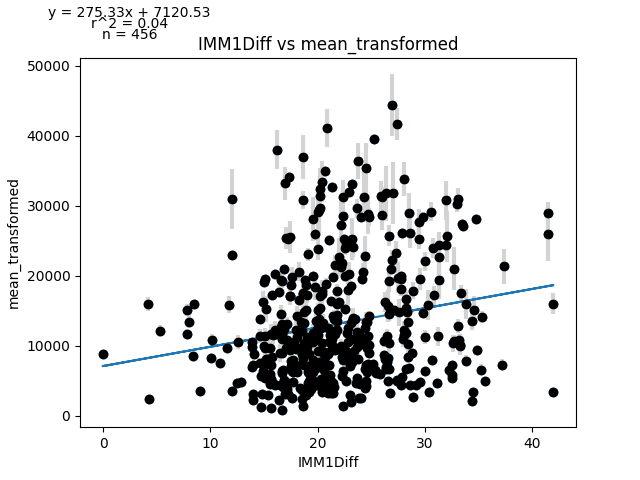 y = 275.33x + 7120.53
r^2 = 0.04
n = 456
IMM1Diff vs mean_transformed
50000
40000
30000
20000
10000
0
mean_transformed
0 10 20 30 40
IMM1Diff